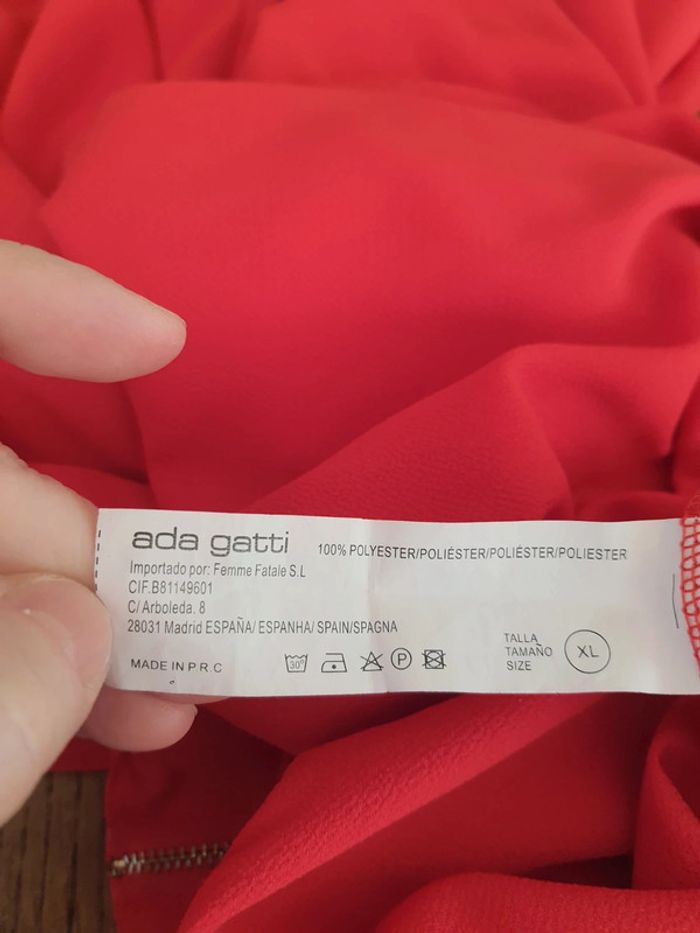 ada gatti
100% POLYESTER/POLIÉSTER/POLIÉSTER/POLIESTER
Importado por: Femme Fatale S.L
CIF.B81149601
C/ Arboleda. 8
28031 Madrid ESPAÑA/ ESPANHA/ SPAIN/SPAGNA
MADE IN P.R.C
30°
P
TALLA
TAMAÑO
SIZE
XL